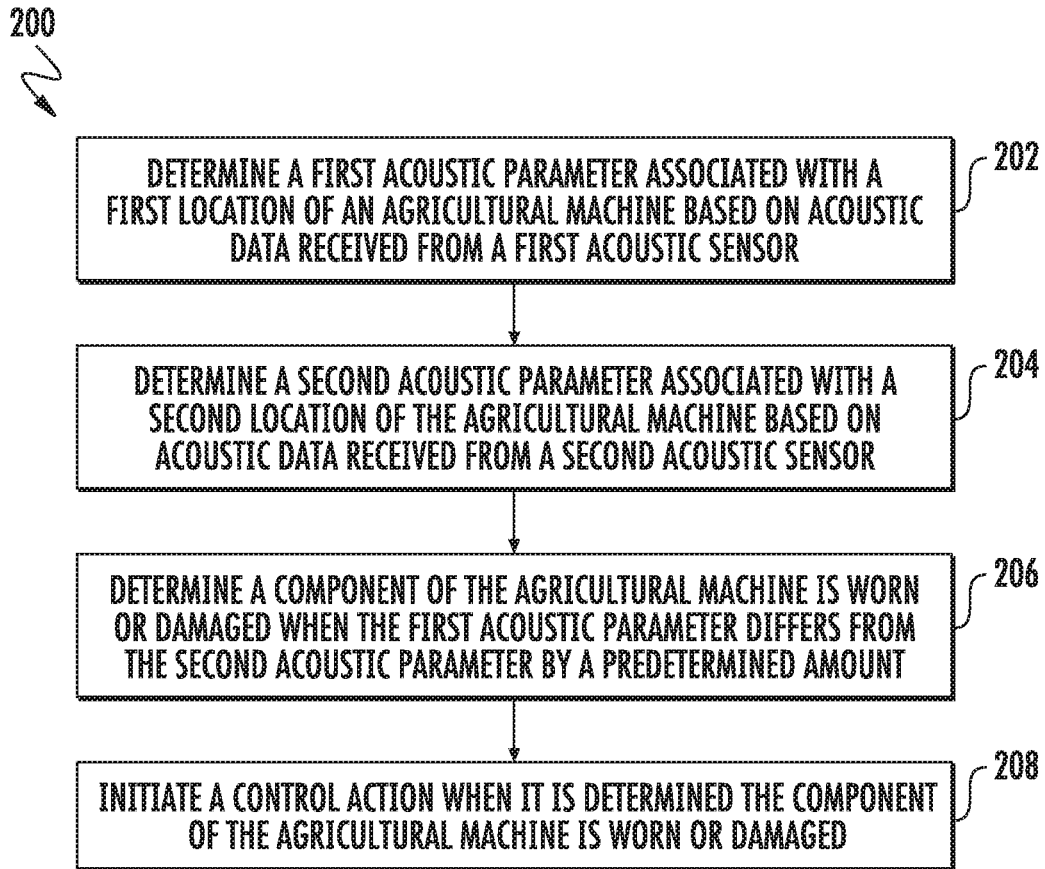 200
DETERMINE A FIRST ACOUSTIC PARAMETER ASSOCIATED WITH A
FIRST LOCATION OF AN AGRICULTURAL MACHINE BASED ON ACOUSTIC
DATA RECEIVED FROM A FIRST ACOUSTIC SENSOR
202
DETERMINE A SECOND ACOUSTIC PARAMETER ASSOCIATED WITH A
SECOND LOCATION OF THE AGRICULTURAL MACHINE BASED ON
ACOUSTIC DATA RECEIVED FROM A SECOND ACOUSTIC SENSOR
204
DETERMINE A COMPONENT OF THE AGRICULTURAL MACHINE IS WORN
OR DAMAGED WHEN THE FIRST ACOUSTIC PARAMETER DIFFERS FROM
THE SECOND ACOUSTIC PARAMETER BY A PREDETERMINED AMOUNT
206
INITIATE A CONTROL ACTION WHEN IT IS DETERMINED THE COMPONENT
OF THE AGRICULTURAL MACHINE IS WORN OR DAMAGED
208